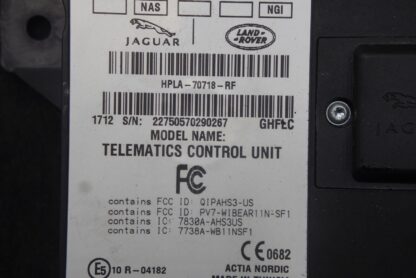 NAS NGI
JAGUAR LAND- ROVER
HPLA-70718-RF
1712 S/N: 22750570290267 GHFLC
MODEL NAME:
TELEMATICS CONTROL UNIT
FC
contains FCC ID: QIPAHS3-US
contains FCC ID: PV7-WIBEAR11N-SF1
contains IC: 7830A-AHS3US
contains IC: 7738A-WB11NSF1
CE0682
E5 10 R-04182 ACTIA NORDIC
JAGUAR